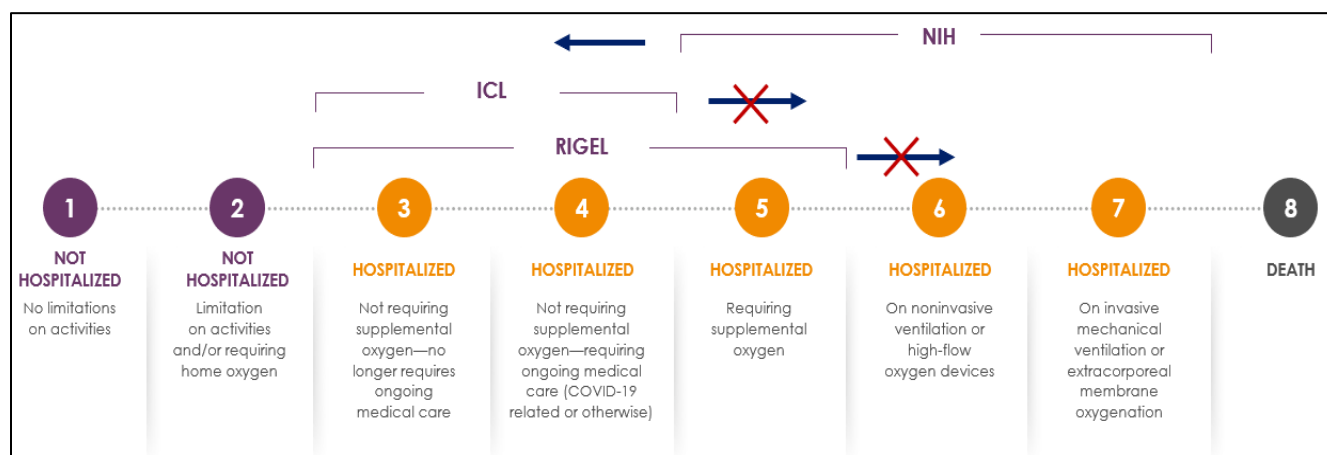 NIH
ICL
RIGEL
1
2
3
4
5
6
7
8
NOT
HOSPITALIZED
No limitations
on activities
NOT
HOSPITALIZED
Limitation
on activities
and/or requiring
home oxygen
HOSPITALIZED
Not requiring
supplemental
oxygen—no
longer requires
ongoing
medical care
HOSPITALIZED
Not requiring
supplemental
oxygen—requiring
ongoing medical
care (COVID-19
related or otherwise)
HOSPITALIZED
Requiring
supplemental
oxygen
HOSPITALIZED
On noninvasive
ventilation or
high-flow
oxygen devices
HOSPITALIZED
On invasive
mechanical
ventilation or
extracorporeal
membrane
oxygenation
DEATH